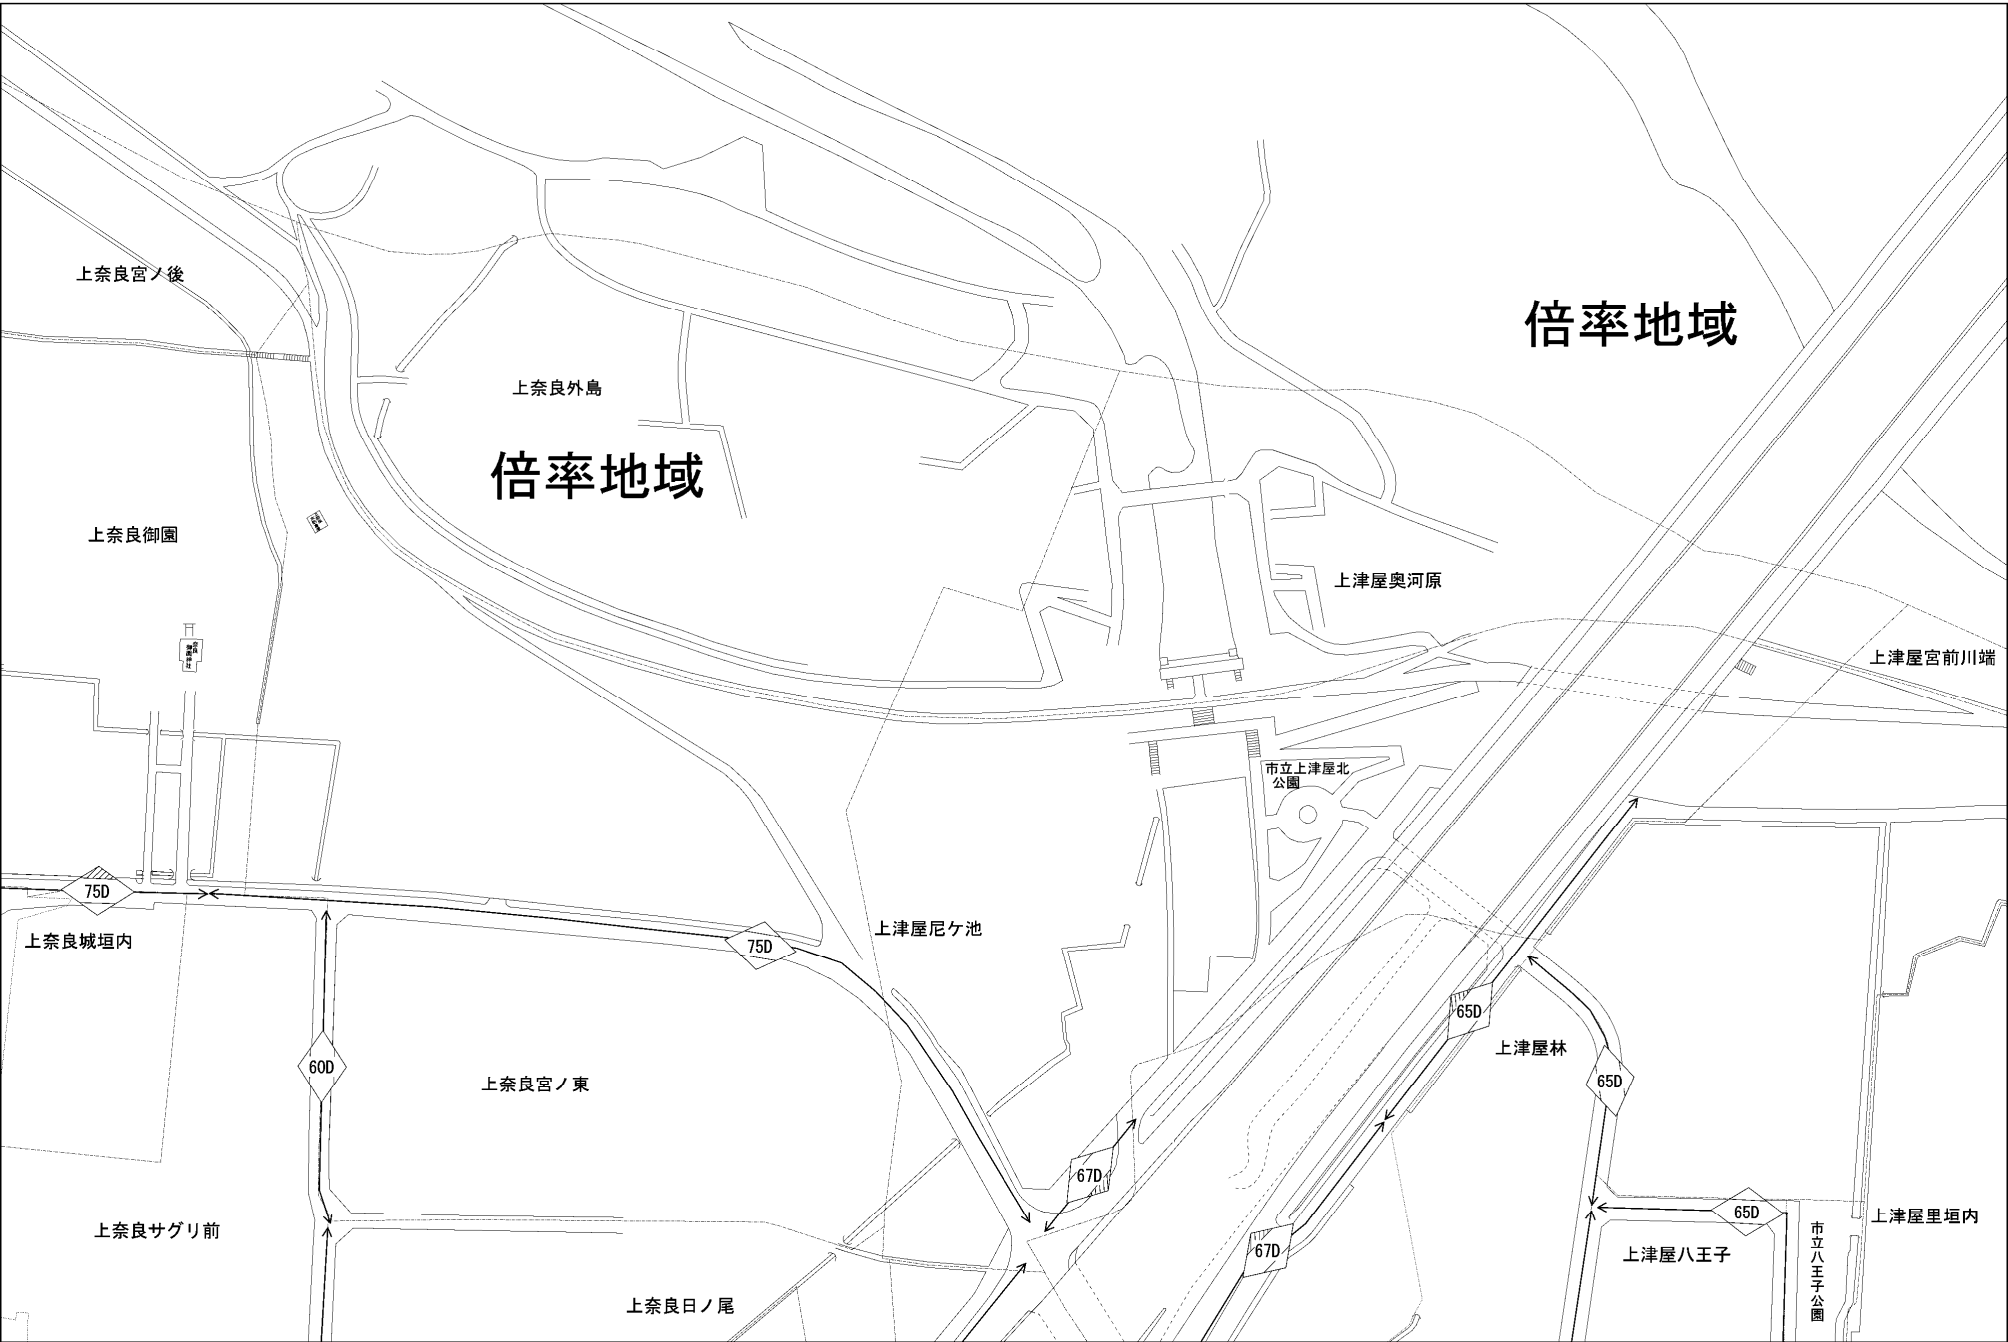 上奈良宮ノ後
倍率地域
上奈良外島
倍率地域
上奈良御園
上津屋奥河原
上津屋宮前川端
市立上津屋北
公園
75D
上奈良城垣内
75D
上津屋尼ケ池
65D
上津屋林
60D
上奈良宮ノ東
65D
67D
上奈良サグリ前
67D
65D
上津屋里垣内
上津屋八王子
市立八王子公園
上奈良日ノ尾